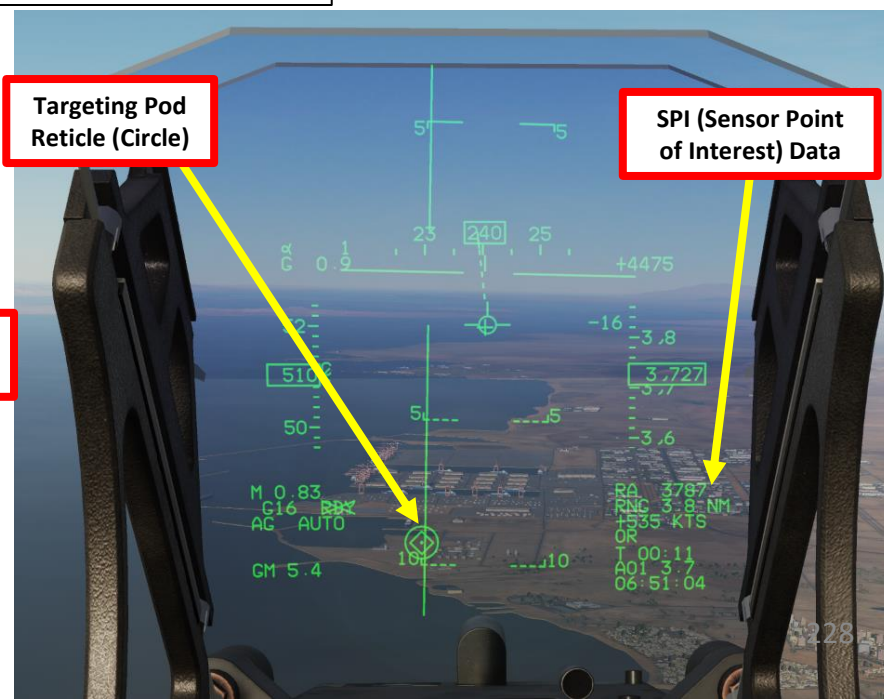 Targeting Pod
Reticle (Circle)
SPI (Sensor Point
of Interest) Data
5 5
23 240 25
α 1
G 0.9
+4475
-16
3,8
510
3,727
3,7
5 5
50
3,6
M 0.83
G16
AG AUTO
GM 5.4
10 10
RA 3787
RNG 3.8 NM
+535 KTS
OR
T 00:11
A01 3.7
06:51:04
228